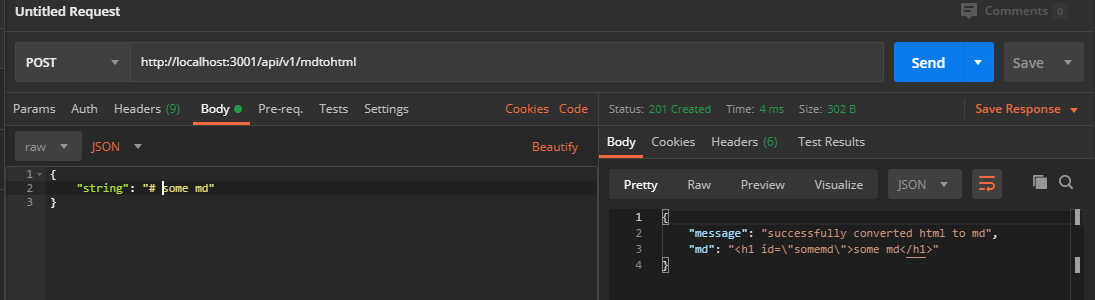 Untitled Request
Comments 0
POST http://localhost:3001/api/v1/mdtohtml Send Save
Params Auth Headers (9) Body Pre-req. Tests Settings Cookies Code
Status: 201 Created Time: 4 ms Size: 302 B Save Response
raw JSON Beautify
Body Cookies Headers (6) Test Results
Pretty Raw Preview Visualize JSON
1 {
2 "string": "# some md"
3 }
1 {
2 "message": "successfully converted html to md",
3 "md": "<h1 id=\"somemd\">some md</h1>"
4 }